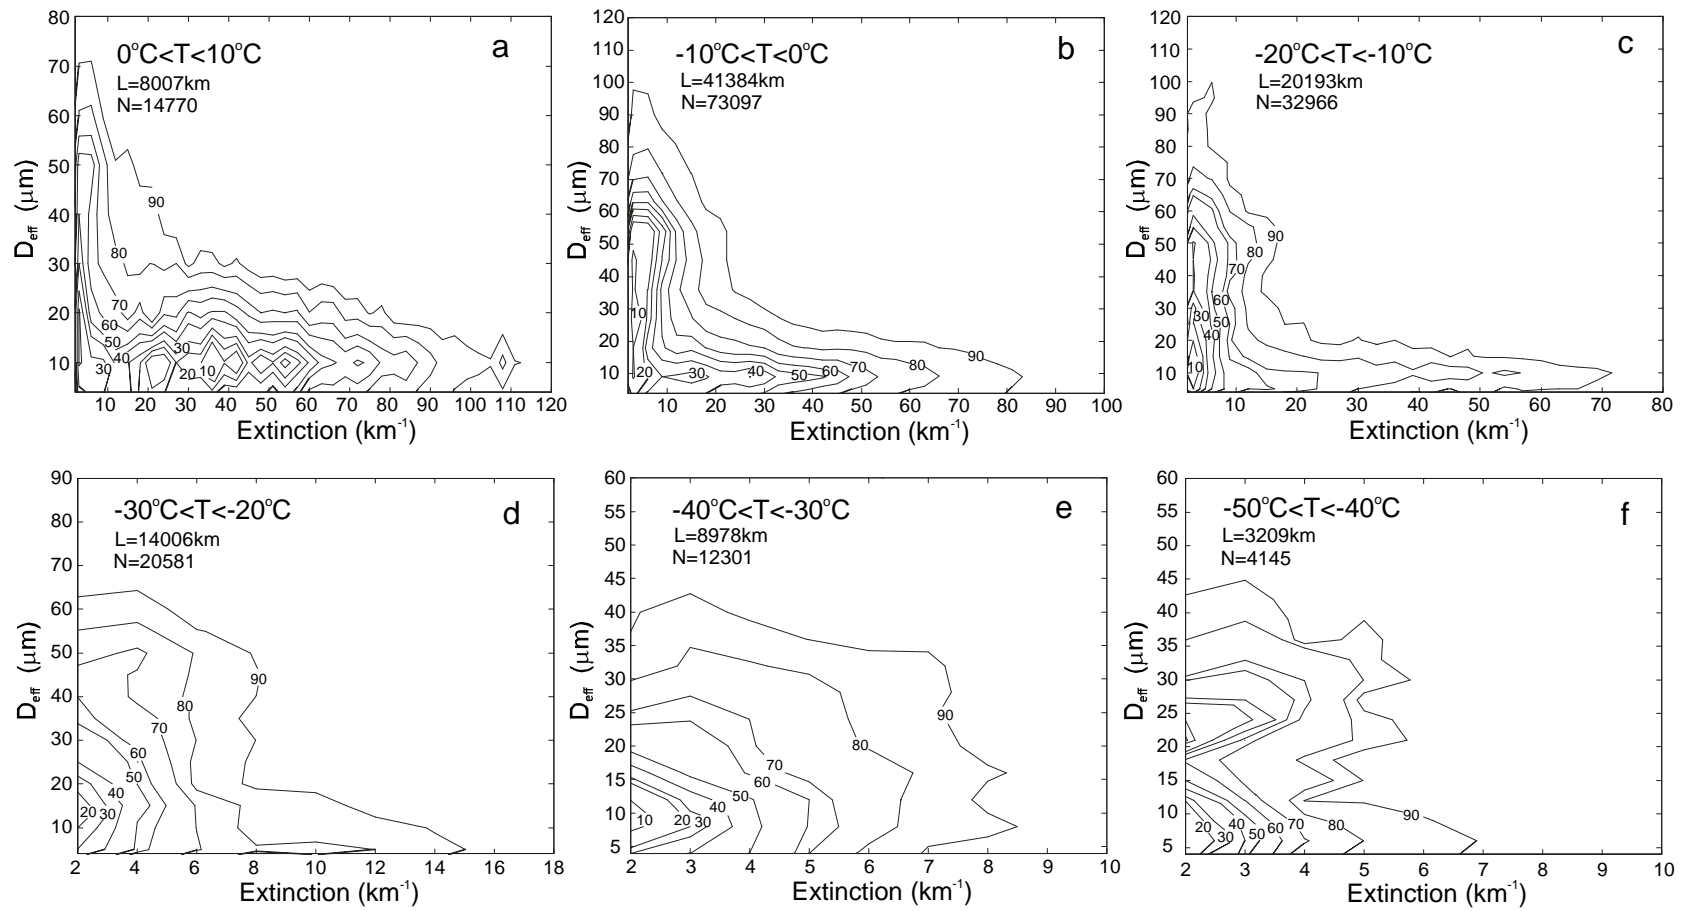 a
0°C<T<10°C
L=8007km
N=14770
80
70
60
50
40
30
20
10
D_eff (μm)
90
80
70
60
50
40
30
30
20
10
10 20 30 40 50 60 70 80 90 100 110 120
Extinction (km⁻¹)
b
-10°C<T<0°C
L=41384km
N=73097
120
110
100
90
80
70
60
50
40
30
20
10
D_eff (μm)
10
20
30
40
50
60
70
80
90
10 20 30 40 50 60 70 80 90 100
Extinction (km⁻¹)
c
-20°C<T<-10°C
L=20193km
N=32966
120
110
100
90
80
70
60
50
40
30
20
10
D_eff (μm)
90
80
70
60
50
40
30
10
10 20 30 40 50 60 70 80
Extinction (km⁻¹)
d
-30°C<T<-20°C
L=14006km
N=20581
90
80
70
60
50
40
30
20
10
D_eff (μm)
90
80
70
60
50
40
30
20
2 4 6 8 10 12 14 16 18
Extinction (km⁻¹)
e
-40°C<T<-30°C
L=8978km
N=12301
60
55
50
45
40
35
30
25
20
15
10
5
D_eff (μm)
90
80
70
60
50
40
30
20
10
2 3 4 5 6 7 8 9 10
Extinction (km⁻¹)
f
-50°C<T<-40°C
L=3209km
N=4145
60
55
50
45
40
35
30
25
20
15
10
5
D_eff (μm)
20
30
40
50
60
70
80
90
2 3 4 5 6 7 8 9 10
Extinction (km⁻¹)